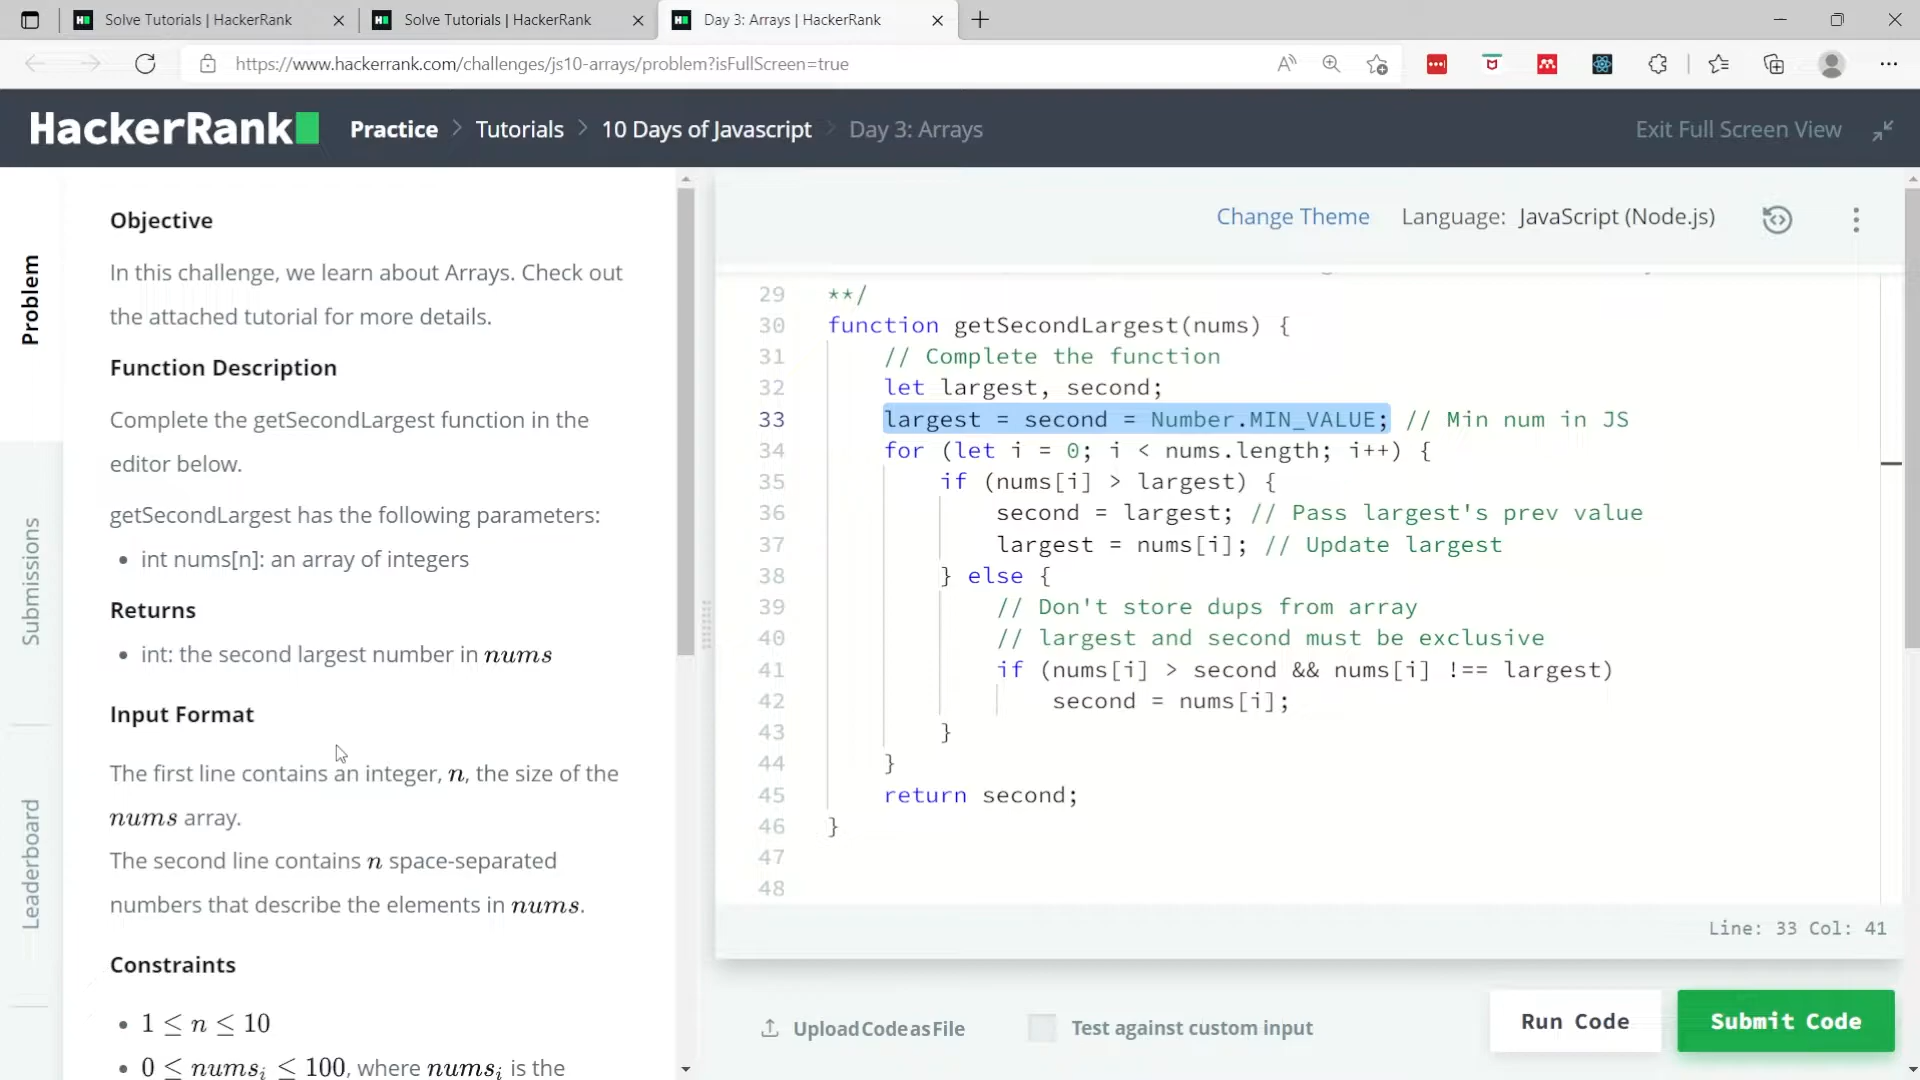 Solve Tutorials | HackerRank
Solve Tutorials | HackerRank
Day 3: Arrays | HackerRank
https://www.hackerrank.com/challenges/js10-arrays/problem?isFullScreen=true
HackerRank
Practice > Tutorials > 10 Days of Javascript > Day 3: Arrays
Exit Full Screen View
Problem
Submissions
Leaderboard
Objective
In this challenge, we learn about Arrays. Check out
the attached tutorial for more details.
Function Description
Complete the getSecondLargest function in the
editor below.
getSecondLargest has the following parameters:
• int nums[n]: an array of integers
Returns
• int: the second largest number in nums
Input Format
The first line contains an integer, n, the size of the
nums array.
The second line contains n space-separated
numbers that describe the elements in nums.
Constraints
• 1 ≤ n ≤ 10
• 0 ≤ numsᵢ ≤ 100, where numsᵢ is the
Change Theme Language: JavaScript (Node.js)
29 **/
30 function getSecondLargest(nums) {
31 // Complete the function
32 let largest, second;
33 largest = second = Number.MIN_VALUE; // Min num in JS
34 for (let i = 0; i < nums.length; i++) {
35 if (nums[i] > largest) {
36 second = largest; // Pass largest's prev value
37 largest = nums[i]; // Update largest
38 } else {
39 // Don't store dups from array
40 // largest and second must be exclusive
41 if (nums[i] > second && nums[i] !== largest)
42 second = nums[i];
43 }
44 }
45 return second;
46 }
47
48
Line: 33 Col: 41
Upload Code as File
Test against custom input
Run Code
Submit Code